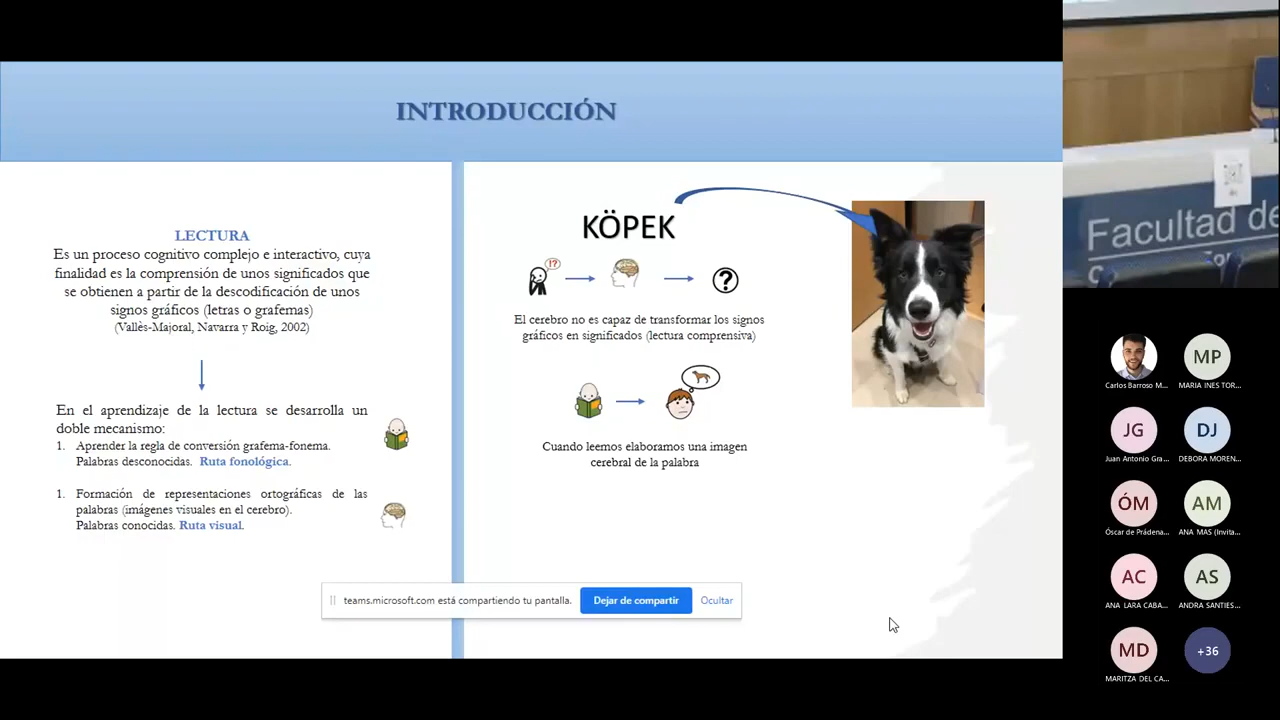 INTRODUCCIÓN
LECTURA
Es un proceso cognitivo complejo e interactivo, cuya
finalidad es la comprensión de unos significados que
se obtienen a partir de la descodificación de unos
signos gráficos (letras o grafemas)
(Vallès-Majoral, Navarra y Roig, 2002)
En el aprendizaje de la lectura se desarrolla un
doble mecanismo:
1. Aprender la regla de conversión grafema-fonema.
Palabras desconocidas. Ruta fonológica.
1. Formación de representaciones ortográficas de las
palabras (imágenes visuales en el cerebro).
Palabras conocidas. Ruta visual.
KÖPEK
!?
?
El cerebro no es capaz de transformar los signos
gráficos en significados (lectura comprensiva)
Cuando leemos elaboramos una imagen
cerebral de la palabra
teams.microsoft.com está compartiendo tu pantalla.
Dejar de compartir
Ocultar
Facultad de
Carlos Barroso M...
MP
MARIA INES TOR...
JG
Juan Antonio Gra...
DJ
DEBORA MOREN...
ÓM
Óscar de Prádena...
AM
ANA MAS (Invita...
AC
ANA LARA CABA...
AS
ANDRA SANTIES...
MD
MARITZA DEL CA...
+36